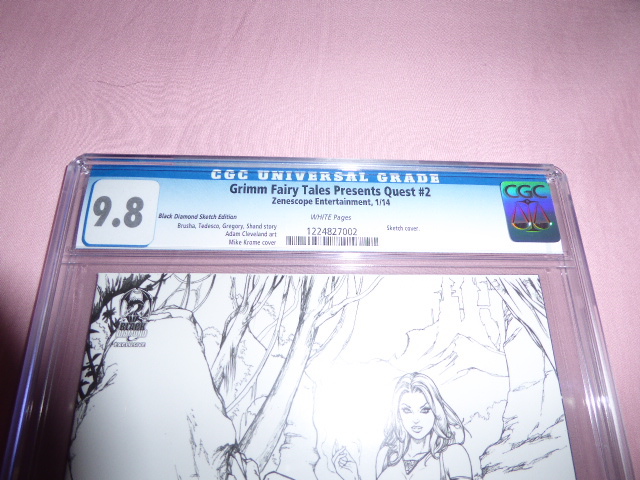 CGC UNIVERSAL GRADE
9.8
Grimm Fairy Tales Presents Quest #2
Zenescope Entertainment, 1/14
Black Diamond Sketch Edition
WHITE Pages
Sketch cover.
Brusha, Tedesco, Gregory, Shand story
Adam Cleveland art
Mike Krome cover
1224827002
CGC
BLACK